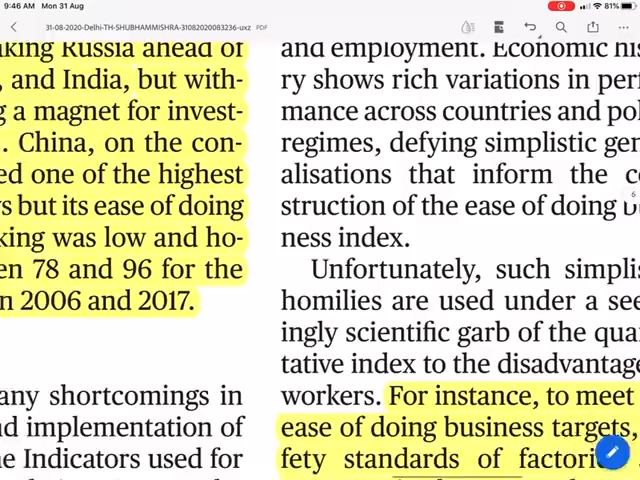 9:46 AM Mon 31 Aug
81%
31-08-2020-Delhi-TH-SHUBHAMMISHRA-31082020083236-uxz PDF
aking Russia ahead of
, and India, but with-
g a magnet for invest-
. China, on the con-
ed one of the highest
s but its ease of doing
king was low and ho-
en 78 and 96 for the
n 2006 and 2017.
any shortcomings in
nd implementation of
e Indicators used for
and employment. Economic his
ry shows rich variations in per
mance across countries and pol
regimes, defying simplistic gen
alisations that inform the c
struction of the ease of doing b
ness index.
6
Unfortunately, such simplis
homilies are used under a see
ingly scientific garb of the qua
tative index to the disadvantage
workers. For instance, to meet
ease of doing business targets,
fety standards of factori